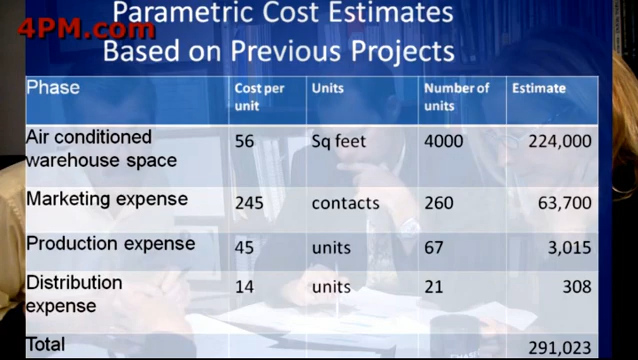 4PM.com
Parametric Cost Estimates
Based on Previous Projects
Phase Cost per unit Units Number of units Estimate
Air conditioned warehouse space 56 Sq feet 4000 224,000
Marketing expense 245 contacts 260 63,700
Production expense 45 units 67 3,015
Distribution expense 14 units 21 308
Total 291,023